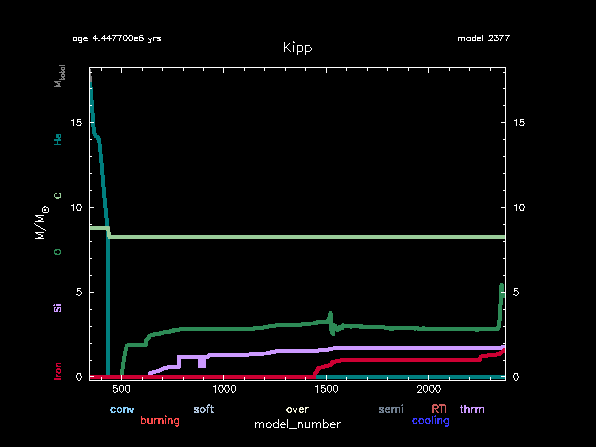 age 4.447700e6 yrs
model 2377
Kipp
M/M⊙
Iron Si O C He M total
15 15
10 10
5 5
0 0
500 1000 1500 2000
conv soft over semi RTI thrm
burning cooling
model_number